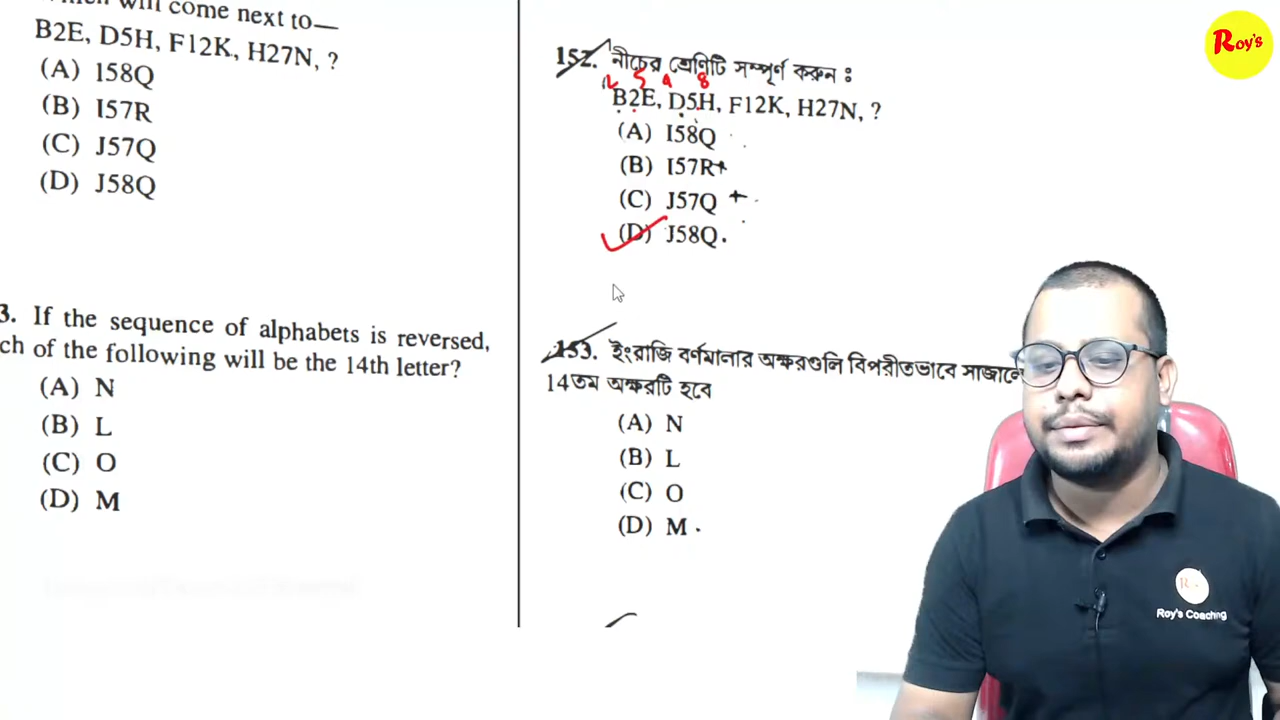 will come next to—
B2E, D5H, F12K, H27N, ?
(A) I58Q
(B) I57R
(C) J57Q
(D) J58Q
3. If the sequence of alphabets is reversed,
ch of the following will be the 14th letter?
(A) N
(B) L
(C) O
(D) M
152. নীচের শ্রেণিটি সম্পূর্ণ করুন ঃ
B2E, D5H, F12K, H27N, ?
(A) I58Q
(B) I57R
(C) J57Q
(D) J58Q
153. ইংরাজি বর্ণমালার অক্ষরগুলি বিপরীতভাবে
14তম অক্ষরটি হবে
(A) N
(B) L
(C) O
(D) M
Roy's
Roy's Coaching